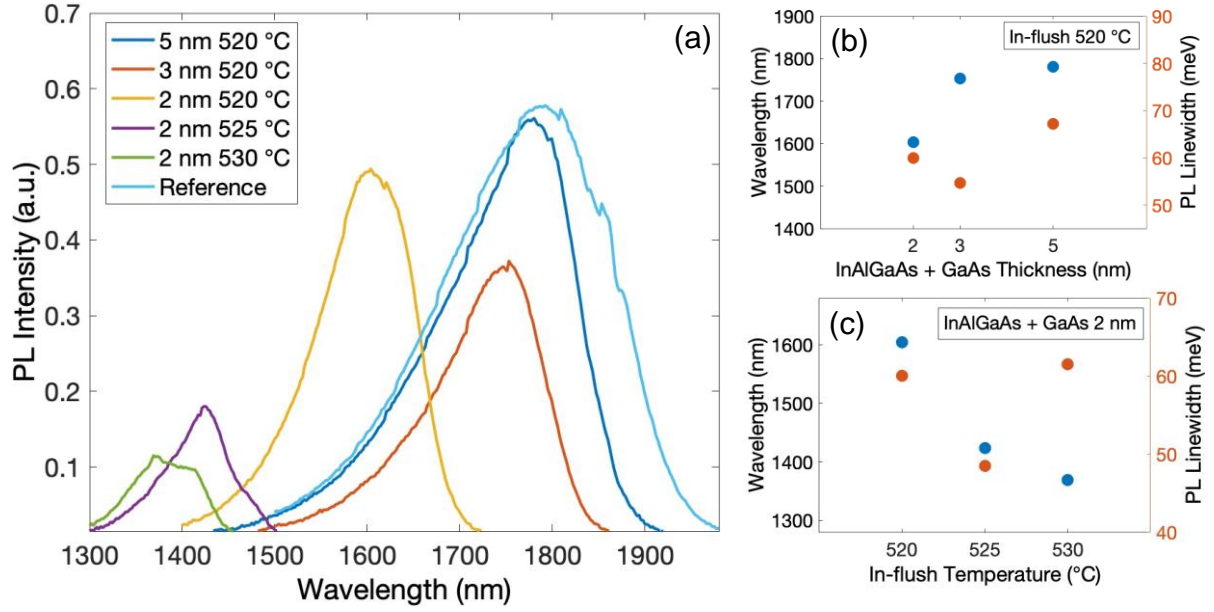 (a)
5 nm 520 °C
3 nm 520 °C
2 nm 520 °C
2 nm 525 °C
2 nm 530 °C
Reference
0.7
0.6
0.5
0.4
0.3
0.2
0.1
PL Intensity (a.u.)
1300 1400 1500 1600 1700 1800 1900
Wavelength (nm)
(b)
In-flush 520 °C
1900
1800
1700
1600
1500
1400
Wavelength (nm)
90
80
70
60
50
PL Linewidth (meV)
2 3 5
InAlGaAs + GaAs Thickness (nm)
(c)
InAlGaAs + GaAs 2 nm
1600
1500
1400
1300
Wavelength (nm)
70
60
50
40
PL Linewidth (meV)
520 525 530
In-flush Temperature (°C)